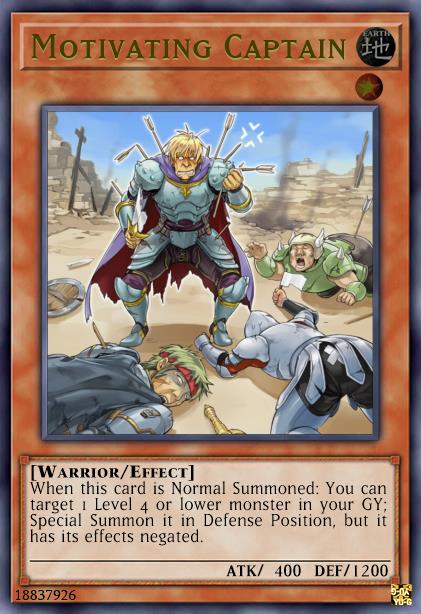 MOTIVATING CAPTAIN
EARTH
地
[WARRIOR/EFFECT]
When this card is Normal Summoned: You can
target 1 Level 4 or lower monster in your GY;
Special Summon it in Defense Position, but it
has its effects negated.
ATK/ 400 DEF/1200
18837926